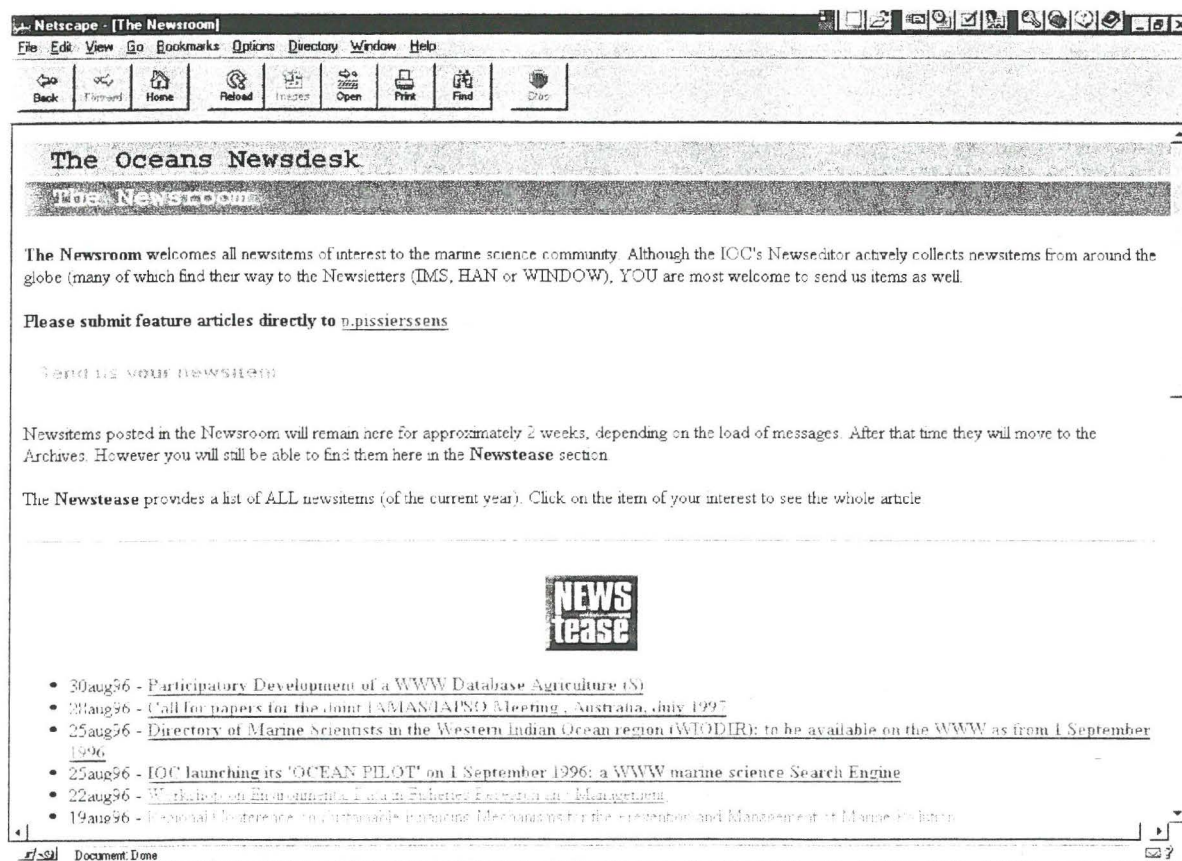 Netscape - [The Newsroom]
File Edit View Go Bookmarks Options Directory Window Help
Back Forward Home Reload Images Open Print Find Stop
The Oceans Newsdesk
The Newsroom
The Newsroom welcomes all newsitems of interest to the marine science community. Although the IOC's Newseditor actively collects newsitems from around the
globe (many of which find their way to the Newsletters (IMS, HAN or WINDOW), YOU are most welcome to send us items as well.
Please submit feature articles directly to p.pissierssens
Send us your newsitem
Newsitems posted in the Newsroom will remain here for approximately 2 weeks, depending on the load of messages. After that time they will move to the
Archives. However you will still be able to find them here in the Newstease section
The Newstease provides a list of ALL newsitems (of the current year). Click on the item of your interest to see the whole article
NEWS
tease
• 30aug96 - Participatory Development of a WWW Database Agriculture (S)
• 28aug96 - Call for papers for the Joint IAMAS/IAPSO Meeting , Australia, July 1997
• 25aug96 - Directory of Marine Scientists in the Western Indian Ocean region (WIODIR): to be available on the WWW as from 1 September
1996
• 25aug96 - IOC launching its 'OCEAN PILOT' on 1 September 1996: a WWW marine science Search Engine
• 22aug96 - Workshop on Environmental Data in Fisheries Research and Management
• 19aug96 - Regional Conference on Sustainable Financing Mechanisms for the Prevention and Management of Marine Pollution
Document: Done